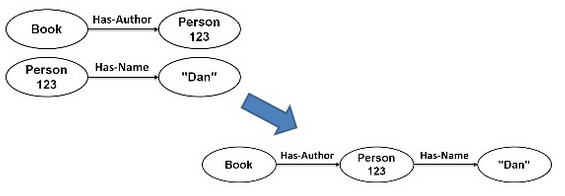 Book
Has-Author
Person
123
Person
123
Has-Name
"Dan"
Book
Has-Author
Person
123
Has-Name
"Dan"